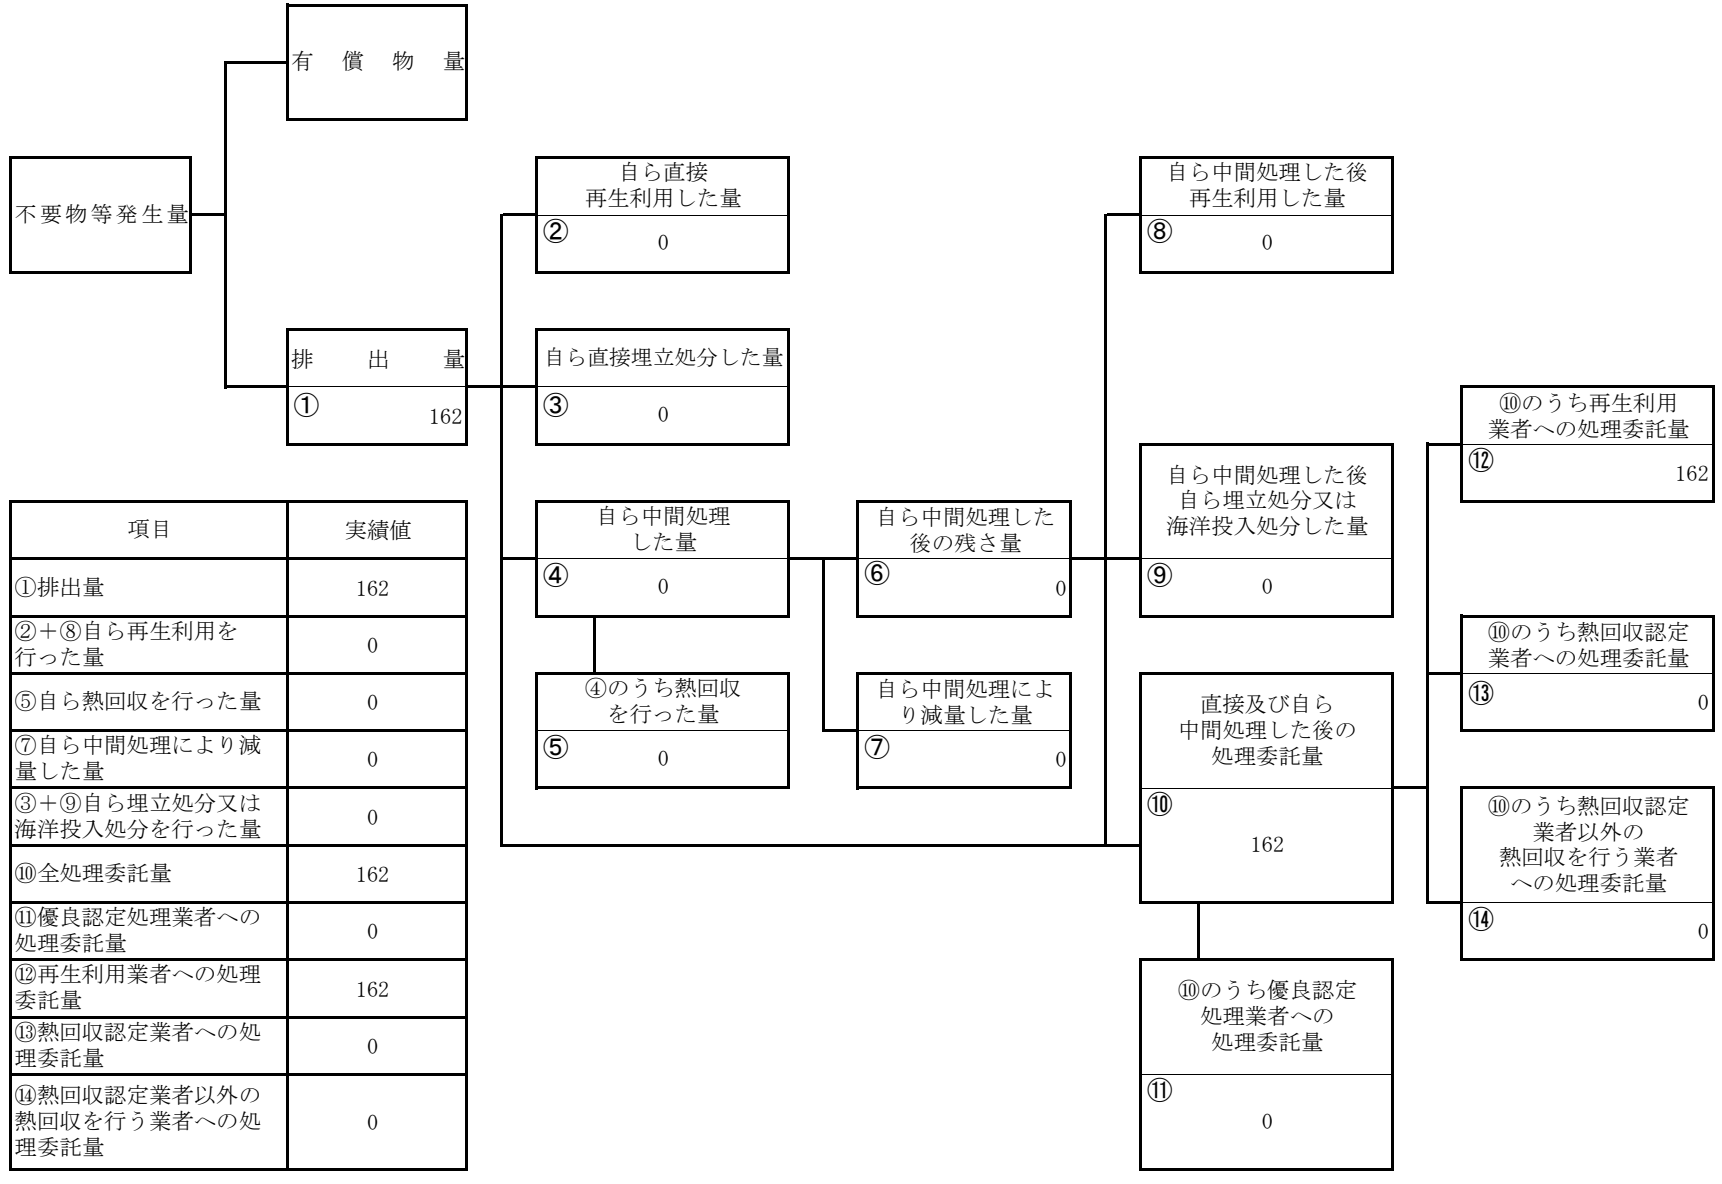 有償物量
不要物等発生量
排出量
①
162
自ら直接
再生利用した量
②
0
自ら直接埋立処分した量
③
0
自ら中間処理
した量
④
0
④のうち熱回収
を行った量
⑤
0
自ら中間処理した
後の残さ量
⑥
0
自ら中間処理によ
り減量した量
⑦
0
自ら中間処理した後
再生利用した量
⑧
0
自ら中間処理した後
自ら埋立処分又は
海洋投入処分した量
⑨
0
直接及び自ら
中間処理した後の
処理委託量
⑩
162
⑩のうち優良認定
処理業者への
処理委託量
⑪
0
⑩のうち再生利用
業者への処理委託量
⑫
162
⑩のうち熱回収認定
業者への処理委託量
⑬
0
⑩のうち熱回収認定
業者以外の
熱回収を行う業者
への処理委託量
⑭
0
項目 実績値
①排出量 162
②＋⑧自ら再生利用を
行った量 0
⑤自ら熱回収を行った量 0
⑦自ら中間処理により減
量した量 0
③＋⑨自ら埋立処分又は
海洋投入処分を行った量 0
⑩全処理委託量 162
⑪優良認定処理業者への
処理委託量 0
⑫再生利用業者への処理
委託量 162
⑬熱回収認定業者への処
理委託量 0
⑭熱回収認定業者以外の
熱回収を行う業者への処
理委託量 0